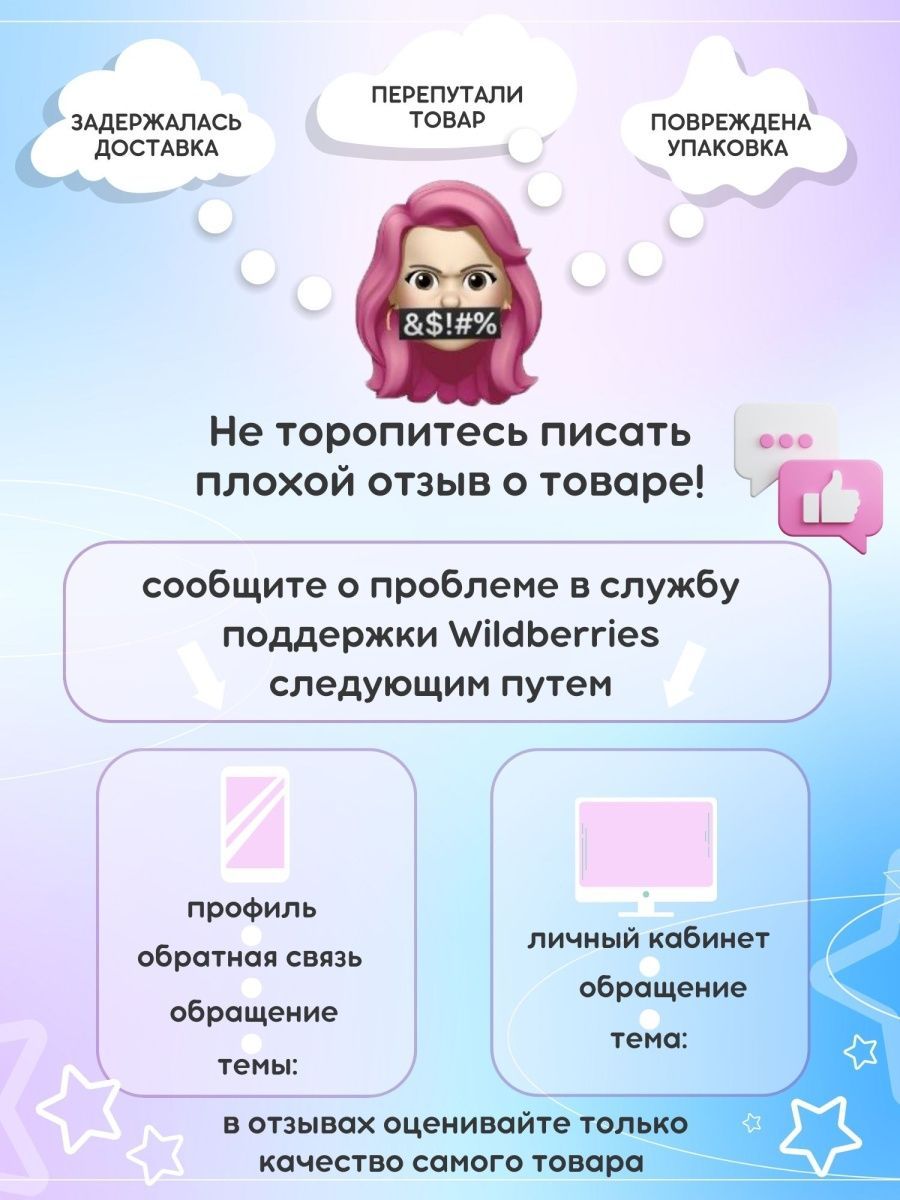 ЗАДЕРЖАЛАСЬ
ДОСТАВКА
ПЕРЕПУТАЛИ
ТОВАР
ПОВРЕЖДЕНА
УПАКОВКА
&$!#%
Не торопитесь писать
плохой отзыв о товаре!
сообщите о проблеме в службу
поддержки Wildberries
следующим путем
профиль
обратная связь
обращение
темы:
личный кабинет
обращение
тема:
в отзывах оценивайте только
качество самого товара